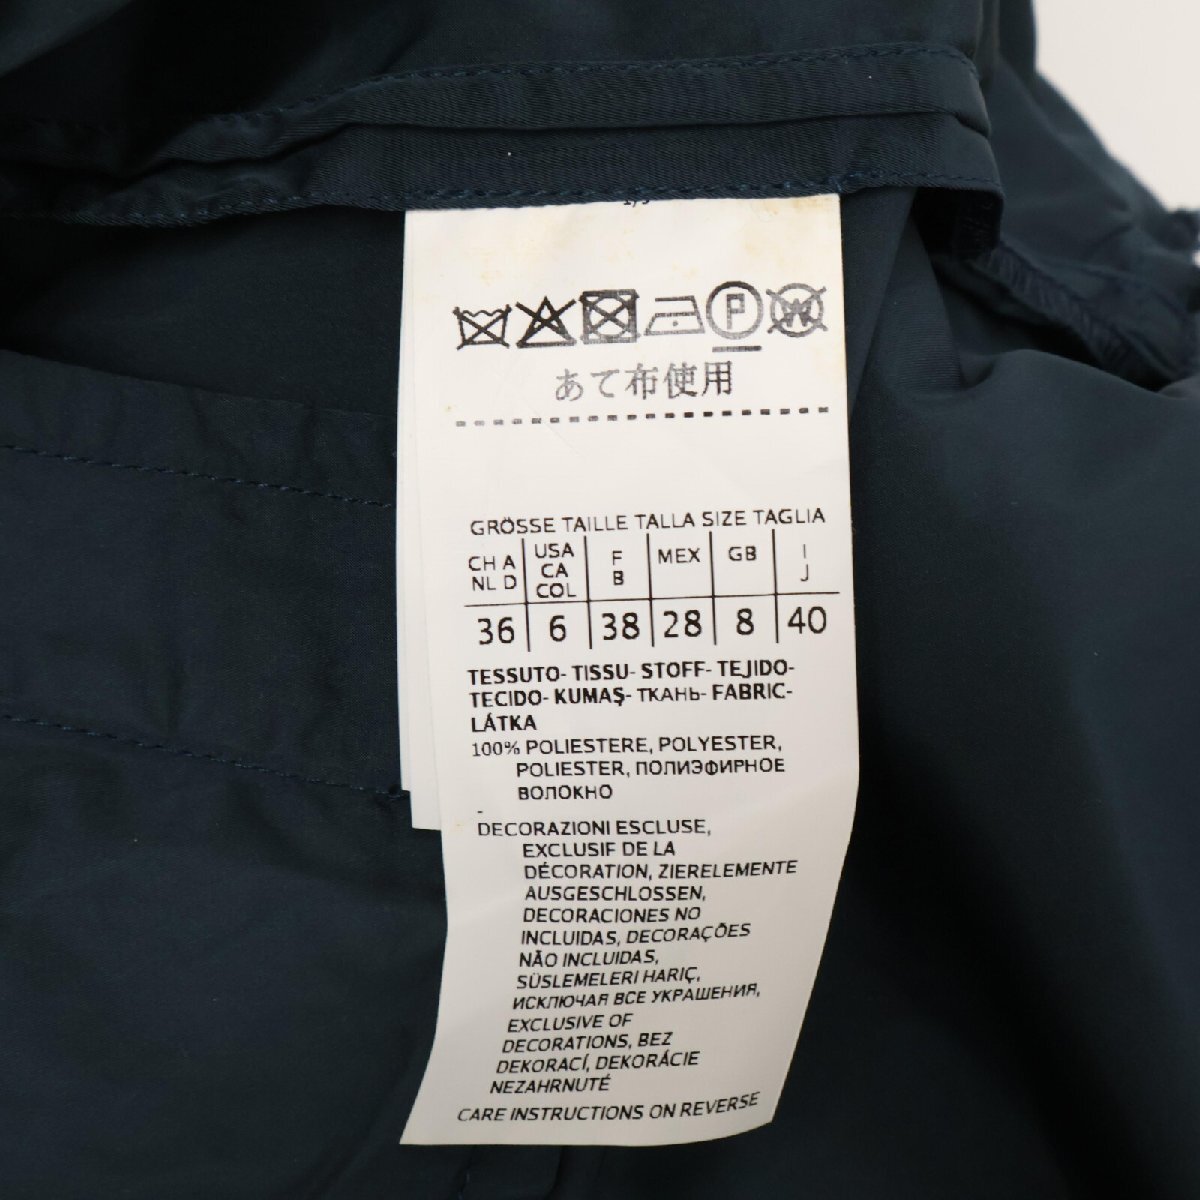 P W
あて布使用
GRÖSSE TAILLE TALLA SIZE TAGLIA
CH A NL D USA CA COL F B MEX GB I J
36 6 38 28 8 40
TESSUTO- TISSU- STOFF- TEJIDO-
TECIDO- KUMAŞ- ТКАНЬ- FABRIC-
LÁTKA
100% POLIESTERE, POLYESTER,
POLIESTER, ПОЛИЭФИРНОЕ
ВОЛОКНО
-
DECORAZIONI ESCLUSE,
EXCLUSIF DE LA
DÉCORATION, ZIERELEMENTE
AUSGESCHLOSSEN,
DECORACIONES NO
INCLUIDAS, DECORAÇÕES
NÃO INCLUIDAS,
SÜSLEMELERI HARIÇ,
ИСКЛЮЧАЯ ВСЕ УКРАШЕНИЯ,
EXCLUSIVE OF
DECORATIONS, BEZ
DEKORACÍ, DEKORÁCIE
NEZAHRNUTÉ
CARE INSTRUCTIONS ON REVERSE